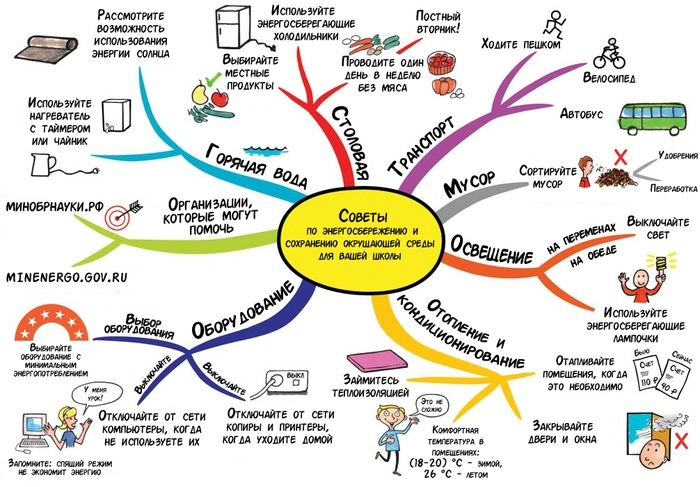 Советы
по энергосбережению и
сохранению окрущающей среды
для вашей школы
Столовая
Используйте
энергосберегающие
холодильники
Выбирайте
местные
продукты
Постный
вторник!
Проводите один
день в неделю
без мяса
Транспорт
Ходите пешком
Велосипед
Автобус
Мусор
Сортируйте
мусор
Удобрения
Переработка
Освещение
на переменах
на обеде
Выключайте
свет
Используйте
энергосберегающие
лампочки
Отопление и
кондиционирование
Отапливайте
помещения, когда
это необходимо
Было
Счет
110 ₽
Сейчас
Счет
40 ₽
Закрывайте
двери и окна
Комфортная
температура в
помещениях:
(18-20) °С - зимой,
26 °С - летом
Займитесь
теплоизоляцией
Это не
сложно
Оборудование
Выбор
оборудования
Выбирайте
оборудование с
минимальным
энергопотреблением
Выключайте
Выключайте
выкл
У меня
урок!
Отключайте от сети
компьютеры, когда
не используете их
Отключайте от сети
копиры и принтеры,
когда уходите домой
Запомните: спящий режим
не экономит энергию
Организации,
которые могут
помочь
минобрнауки.рф
minenergo.gov.ru
Горячая вода
Рассмотрите
возможность
использования
энергии солнца
Используйте
нагреватель
с таймером
или чайник